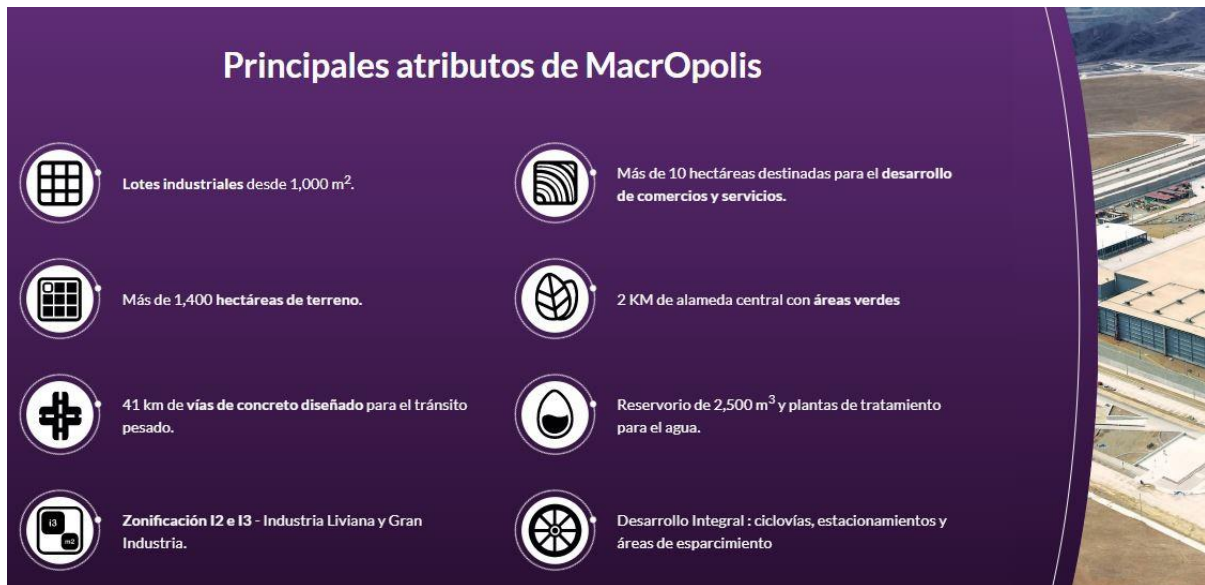 Principales atributos de MacrOpolis
Lotes industriales desde 1,000 m².
Más de 1,400 hectáreas de terreno.
41 km de vías de concreto diseñado para el tránsito
pesado.
i3
m2
Zonificación I2 e I3 - Industria Liviana y Gran
Industria.
Más de 10 hectáreas destinadas para el desarrollo
de comercios y servicios.
2 KM de alameda central con áreas verdes
Reservorio de 2,500 m³ y plantas de tratamiento
para el agua.
Desarrollo Integral : ciclovías, estacionamientos y
áreas de esparcimiento